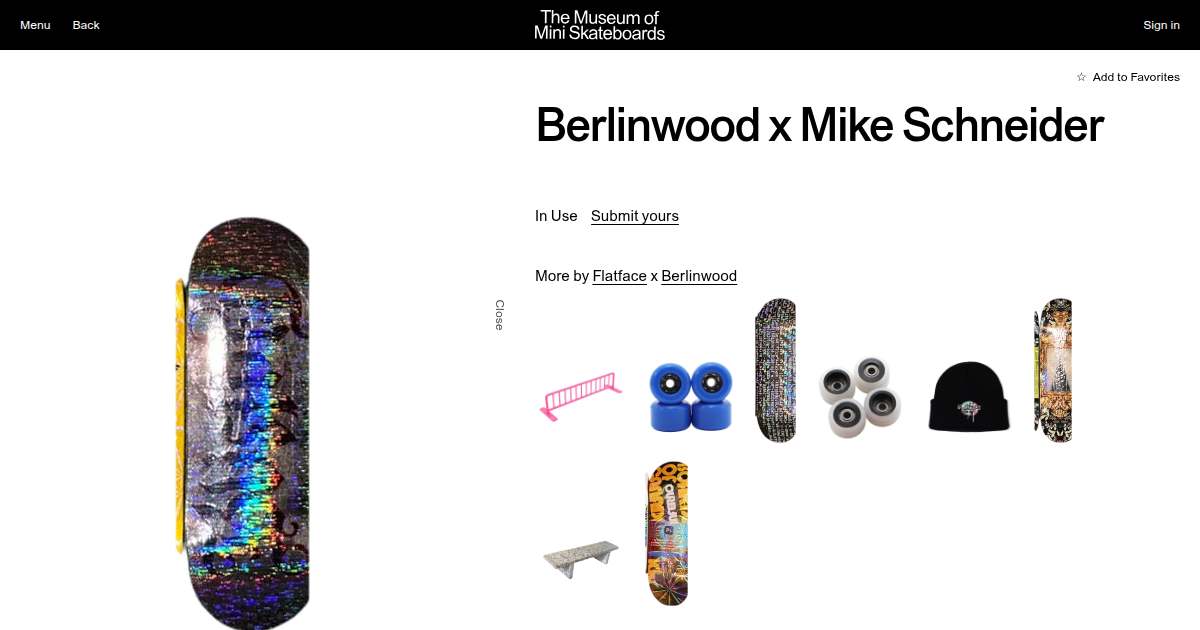 Menu
Back
The Museum of
Mini Skateboards
Sign in
☆ Add to Favorites
Berlinwood x Mike Schneider
In Use
Submit yours
More by Flatface x Berlinwood
Close